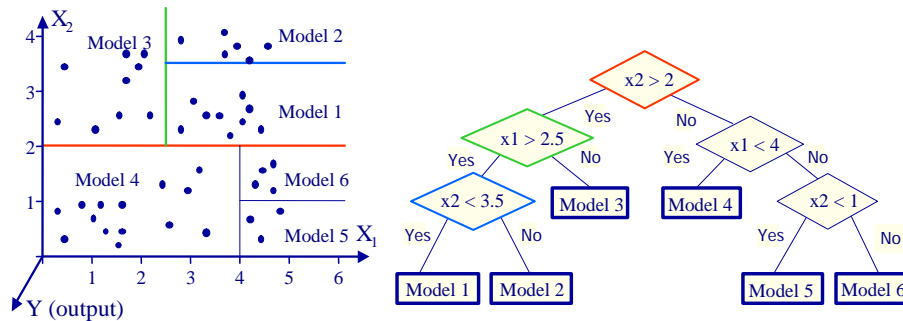 X2
4
3
2
1
Model 3
Model 2
Model 1
Model 4
Model 6
Model 5
X1
1
2
3
4
5
6
Y (output)
x2 > 2
Yes
No
x1 > 2.5
x1 < 4
Yes
No
Yes
No
x2 < 3.5
Model 3
Model 4
x2 < 1
Yes
No
Yes
No
Model 1
Model 2
Model 5
Model 6